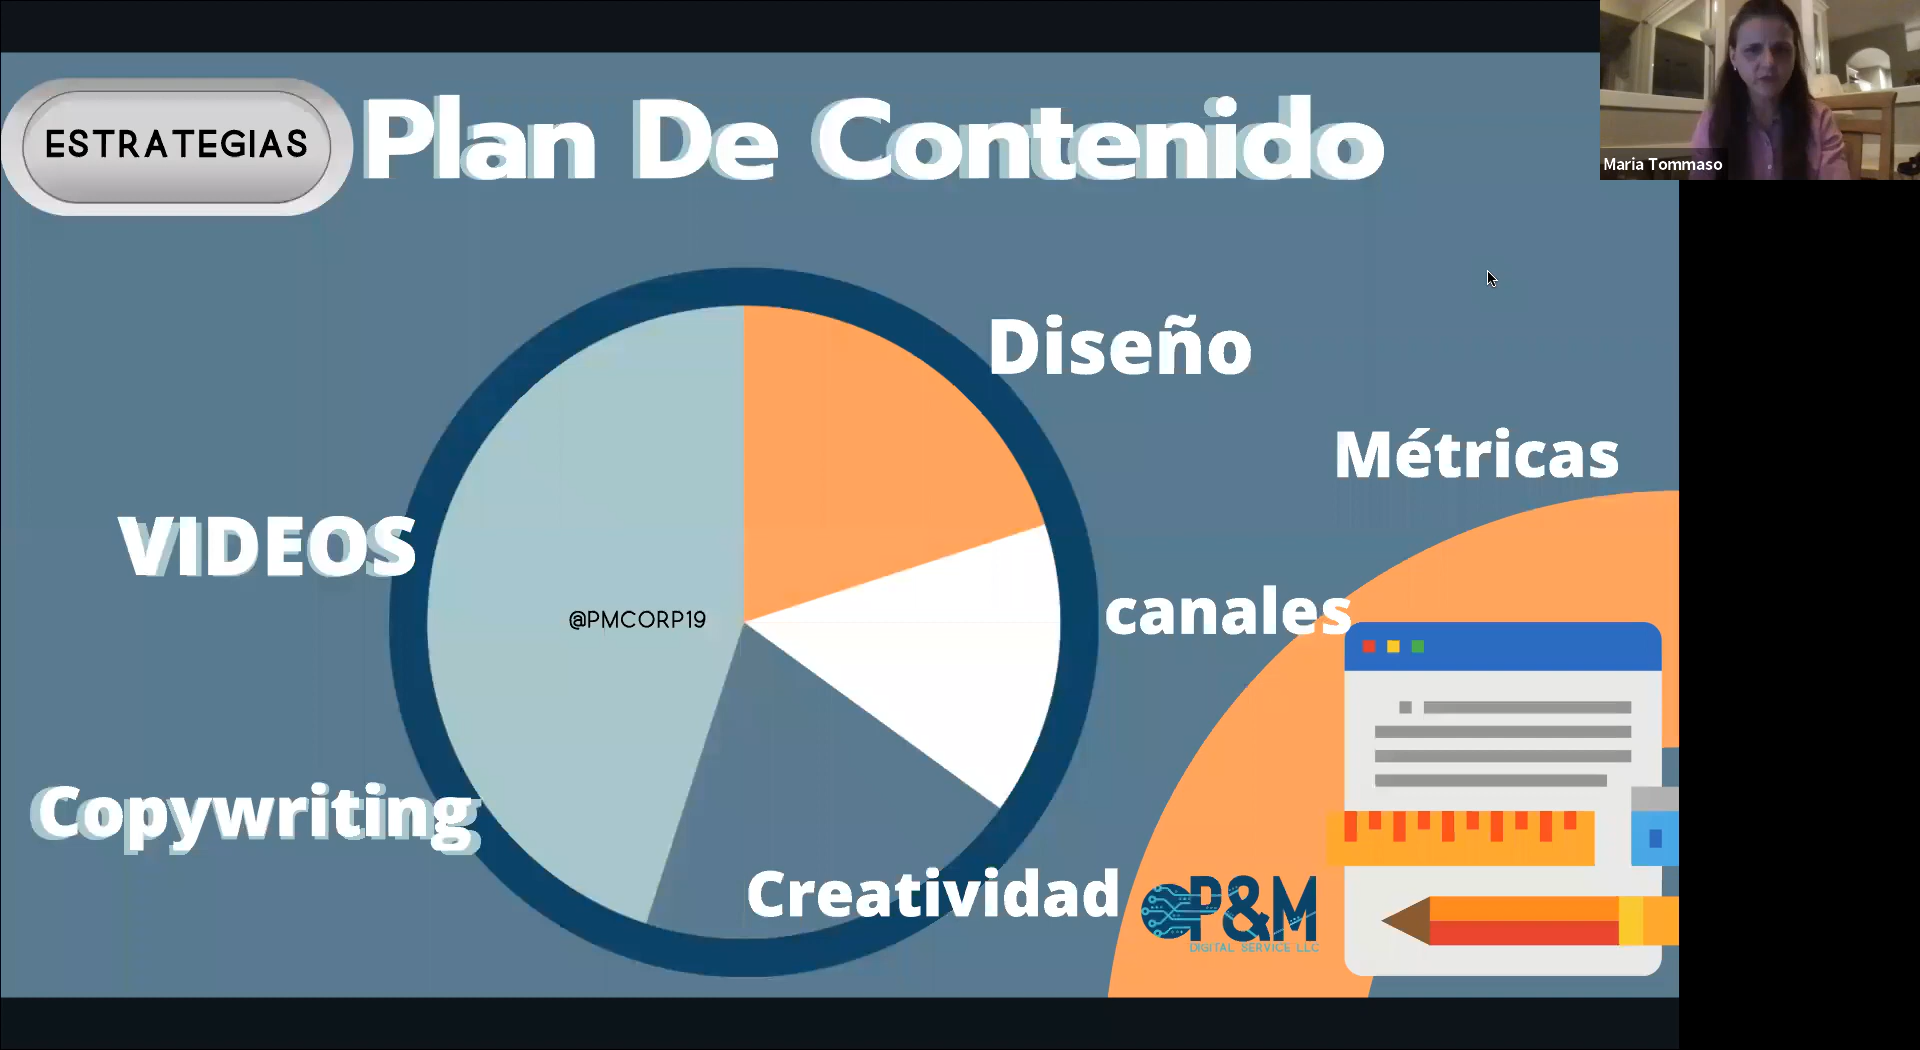 ESTRATEGIAS
Plan De Contenido
Maria Tommaso
Diseño
Métricas
VIDEOS
canales
@PMCORP19
Copywriting
Creatividad
P&M
DIGITAL SERVICE LLC